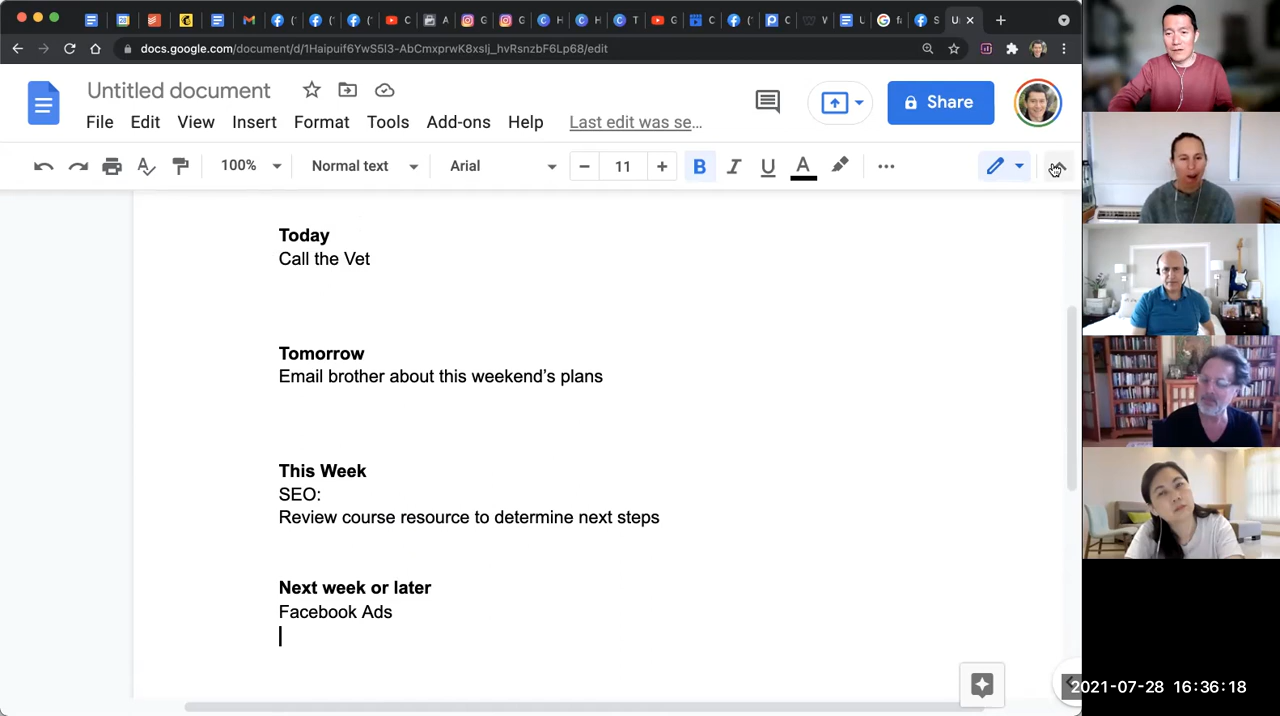 docs.google.com/document/d/1Haipuif6YwS5l3-AbCmxprwK8xslj_hvRsnzbF6Lp68/edit
Untitled document
File Edit View Insert Format Tools Add-ons Help Last edit was se...
Share
100% Normal text Arial 11 B I U A
Today
Call the Vet
Tomorrow
Email brother about this weekend’s plans
This Week
SEO:
Review course resource to determine next steps
Next week or later
Facebook Ads
2021-07-28 16:36:18